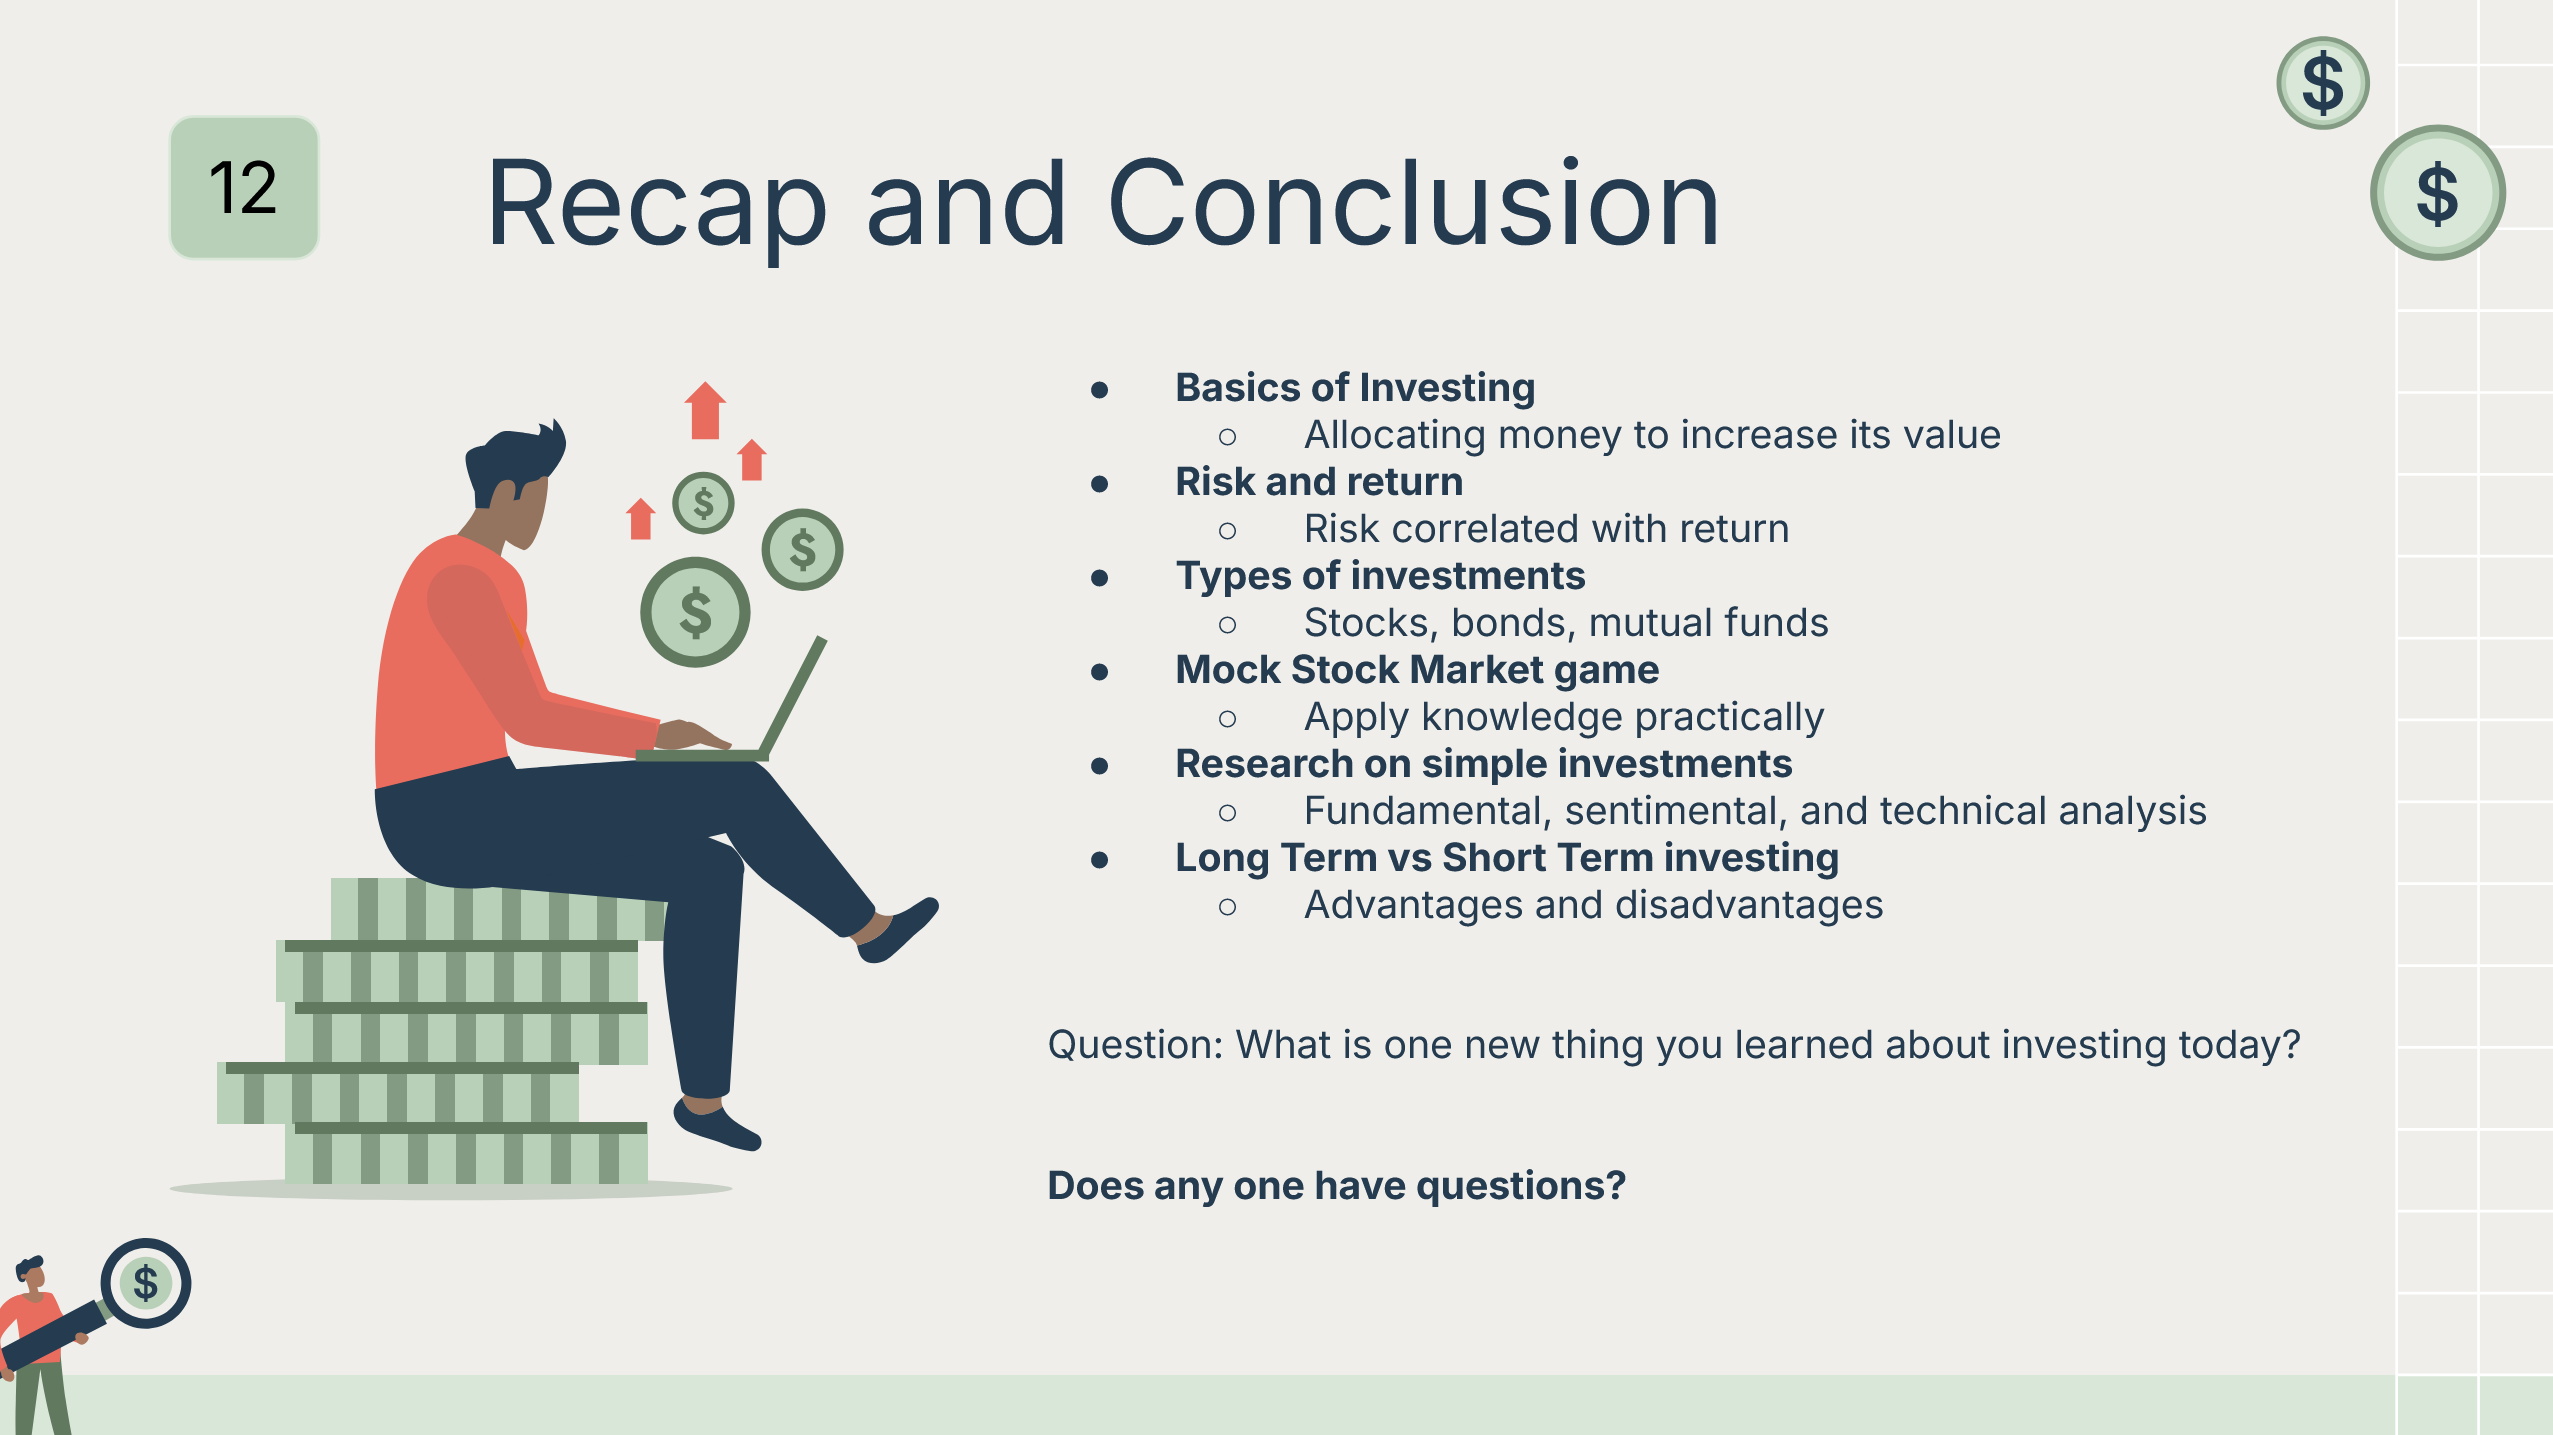 12
Recap and Conclusion
$
$
● Basics of Investing
○ Allocating money to increase its value
● Risk and return
○ Risk correlated with return
● Types of investments
○ Stocks, bonds, mutual funds
● Mock Stock Market game
○ Apply knowledge practically
● Research on simple investments
○ Fundamental, sentimental, and technical analysis
● Long Term vs Short Term investing
○ Advantages and disadvantages
Question: What is one new thing you learned about investing today?
Does any one have questions?
$
$
$
$